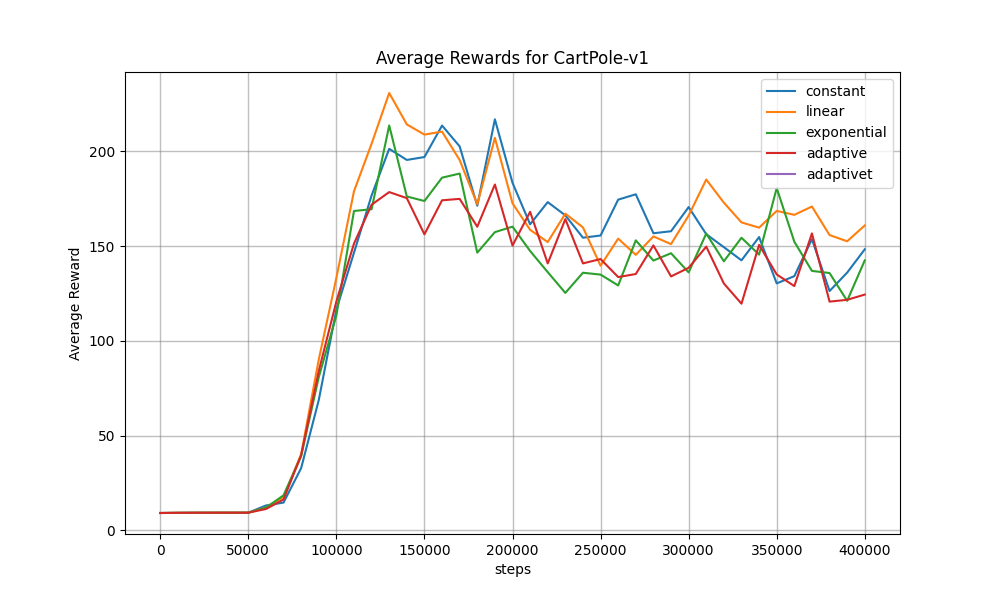 Average Rewards for CartPole-v1
constant
linear
exponential
adaptive
adaptivet
Average Reward
200
150
100
50
0
0 50000 100000 150000 200000 250000 300000 350000 400000
steps